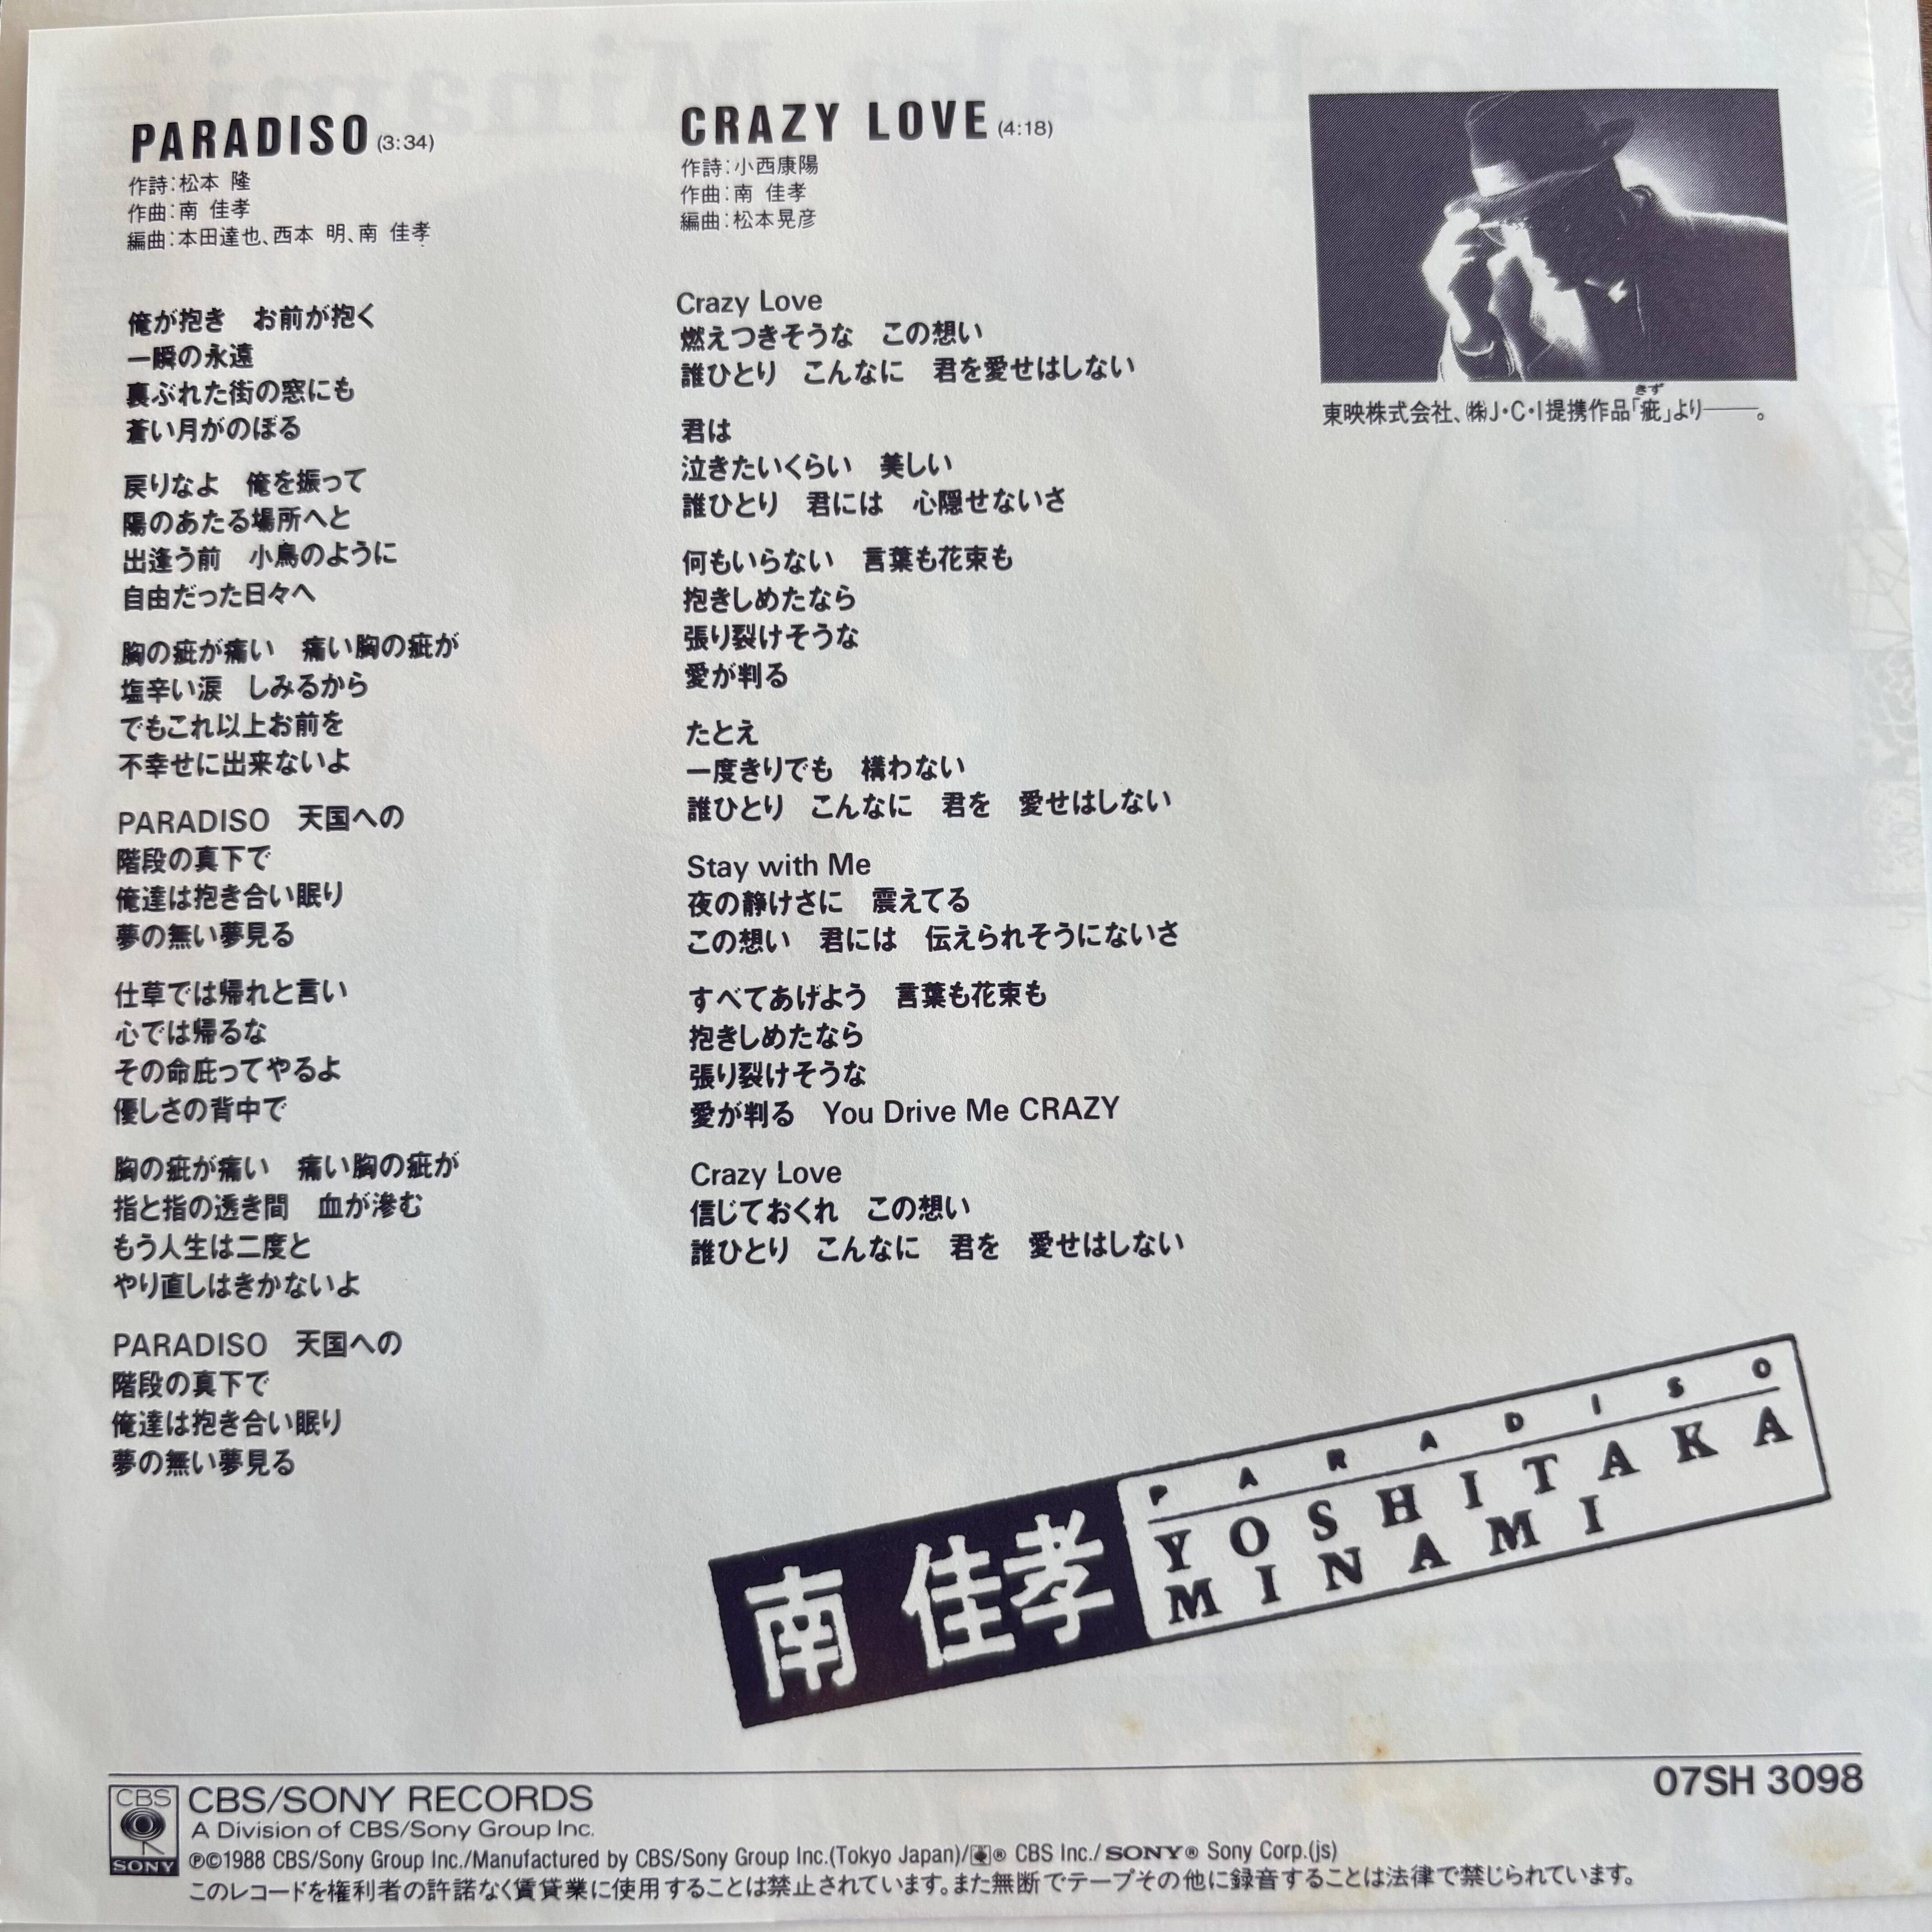 PARADISO (3:34)
作詩:松本 隆
作曲:南 佳孝
編曲:本田達也、西本 明、南 佳孝
俺が抱き　お前が抱く
一瞬の永遠
裏ぶれた街の窓にも
蒼い月がのぼる
戻りなよ　俺を振って
陽のあたる場所へと
出逢う前　小鳥のように
自由だった日々へ
胸の疵が痛い　痛い胸の疵が
塩辛い涙　しみるから
でもこれ以上お前を
不幸せに出来ないよ
PARADISO　天国への
階段の真下で
俺達は抱き合い眠り
夢の無い夢見る
仕草では帰れと言い
心では帰るな
その命庇ってやるよ
優しさの背中で
胸の疵が痛い　痛い胸の疵が
指と指の透き間　血が滲む
もう人生は二度と
やり直しはきかないよ
PARADISO　天国への
階段の真下で
俺達は抱き合い眠り
夢の無い夢見る
CRAZY LOVE (4:18)
作詩:小西康陽
作曲:南 佳孝
編曲:松本晃彦
Crazy Love
燃えつきそうな　この想い
誰ひとり　こんなに　君を愛せはしない
君は
泣きたいくらい　美しい
誰ひとり　君には　心隠せないさ
何もいらない　言葉も花束も
抱きしめたなら
張り裂けそうな
愛が判る
たとえ
一度きりでも　構わない
誰ひとり　こんなに　君を　愛せはしない
Stay with Me
夜の静けさに　震えてる
この想い　君には　伝えられそうにないさ
すべてあげよう　言葉も花束も
抱きしめたなら
張り裂けそうな
愛が判る　You Drive Me CRAZY
Crazy Love
信じておくれ　この想い
誰ひとり　こんなに　君を　愛せはしない
きず
東映株式会社、㈱J・C・I提携作品「疵」より——。
南 佳孝
PARADISO
YOSHITAKA
MINAMI
07SH 3098
CBS
SONY
CBS/SONY RECORDS
A Division of CBS/Sony Group Inc.
℗©1988 CBS/Sony Group Inc./Manufactured by CBS/Sony Group Inc.(Tokyo Japan)/® CBS Inc./SONY® Sony Corp.(js)
このレコードを権利者の許諾なく賃貸業に使用することは禁止されています。また無断でテープその他に録音することは法律で禁じられています。